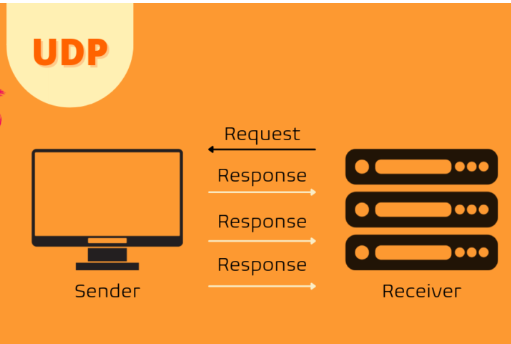 UDP
Request
Response
Response
Response
Sender
Receiver